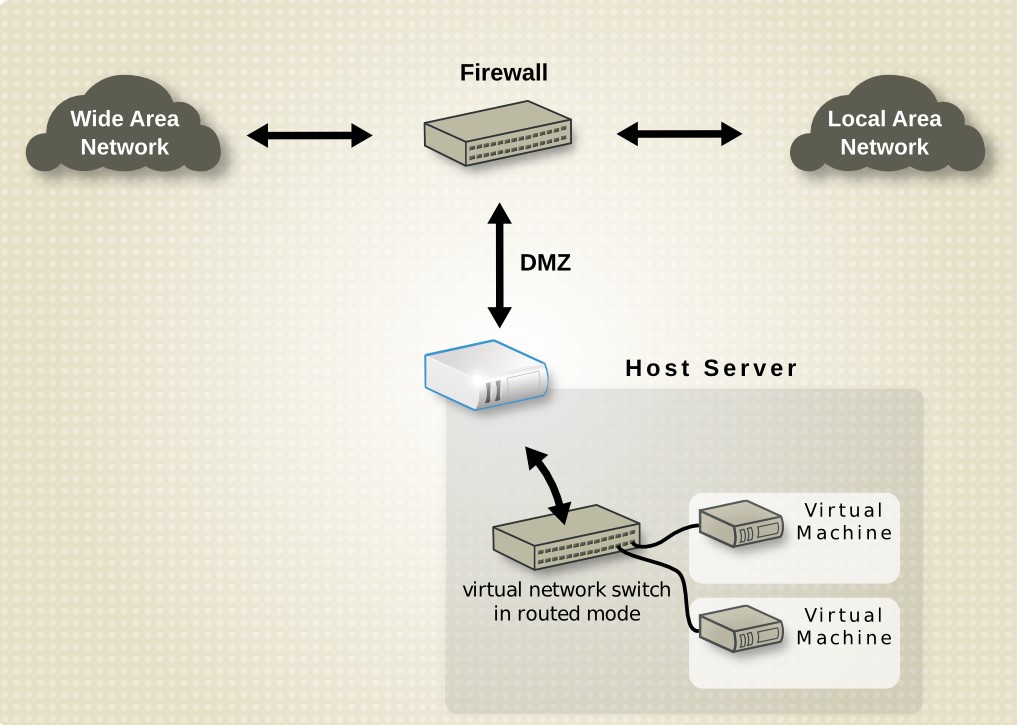 Firewall
Wide Area
Network
Local Area
Network
DMZ
Host Server
Virtual
Machine
virtual network switch
in routed mode
Virtual
Machine